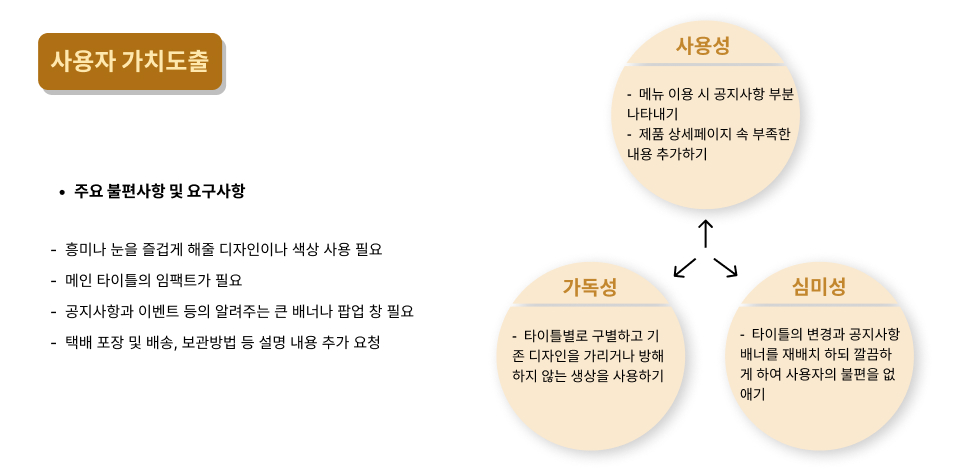 사용자 가치도출
• 주요 불편사항 및 요구사항
- 흥미나 눈을 즐겁게 해줄 디자인이나 색상 사용 필요
- 메인 타이틀의 임팩트가 필요
- 공지사항과 이벤트 등의 알려주는 큰 배너나 팝업 창 필요
- 택배 포장 및 배송, 보관방법 등 설명 내용 추가 요청
사용성
- 메뉴 이용 시 공지사항 부분
나타내기
- 제품 상세페이지 속 부족한
내용 추가하기
가독성
- 타이틀별로 구별하고 기
존 디자인을 가리거나 방해
하지 않는 생상을 사용하기
심미성
- 타이틀의 변경과 공지사항
배너를 재배치 하되 깔끔하
게 하여 사용자의 불편을 없
애기